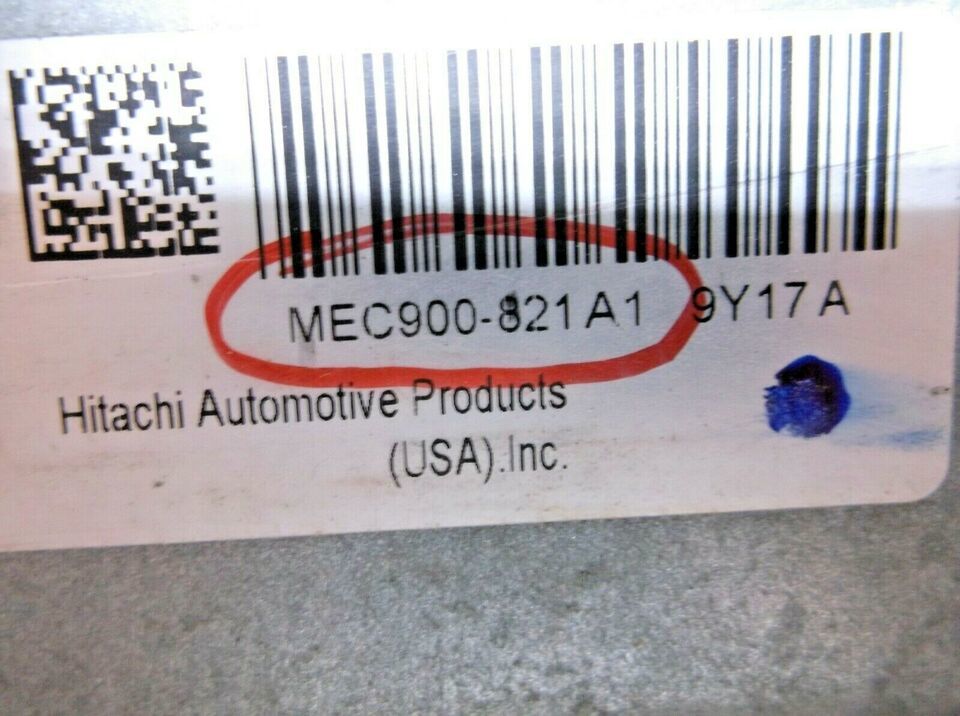 MEC900-821A1 9Y17A
Hitachi Automotive Products
(USA).Inc.